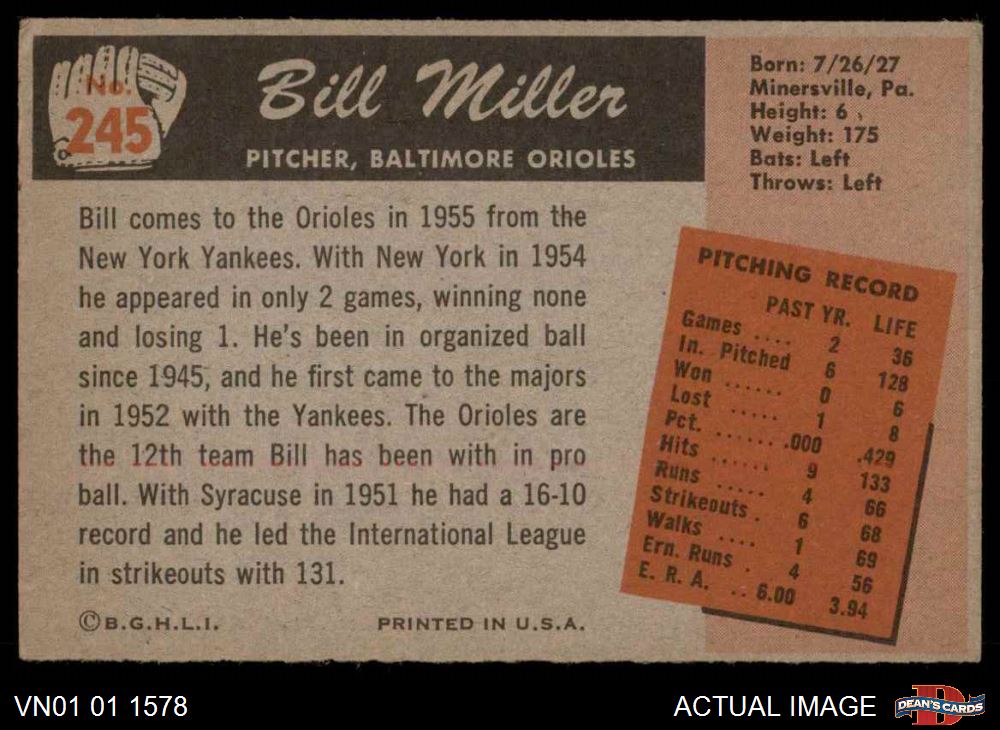 No.
245
Bill Miller
PITCHER, BALTIMORE ORIOLES
Born: 7/26/27
Minersville, Pa.
Height: 6
Weight: 175
Bats: Left
Throws: Left
Bill comes to the Orioles in 1955 from the
New York Yankees. With New York in 1954
he appeared in only 2 games, winning none
and losing 1. He's been in organized ball
since 1945, and he first came to the majors
in 1952 with the Yankees. The Orioles are
the 12th team Bill has been with in pro
ball. With Syracuse in 1951 he had a 16-10
record and he led the International League
in strikeouts with 131.
©B.G.H.L.I. PRINTED IN U.S.A.
PITCHING RECORD
PAST YR. LIFE
Games .... 2 36
In. Pitched 6 128
Won ...... 0 6
Lost ..... 1 8
Pct. ...... .000 .429
Hits ...... 9 133
Runs ..... 4 66
Strikeouts . 6 68
Walks .... 1 69
Ern. Runs . 4 56
E. R. A. .. 6.00 3.94
VN01 01 1578 ACTUAL IMAGE
D
DEAN'S CARDS